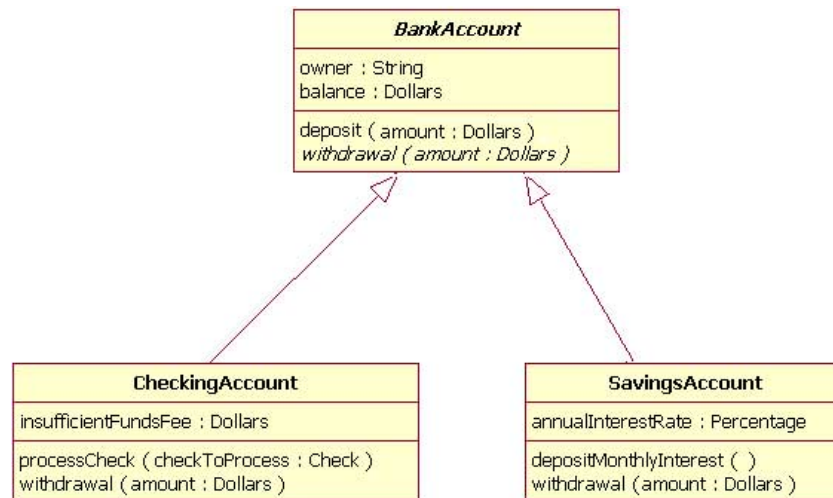 BankAccount
owner : String
balance : Dollars
deposit ( amount : Dollars )
withdrawal ( amount : Dollars )
CheckingAccount
insufficientFundsFee : Dollars
processCheck ( checkToProcess : Check )
withdrawal ( amount : Dollars )
SavingsAccount
annualInterestRate : Percentage
depositMonthlyInterest ( )
withdrawal ( amount : Dollars )